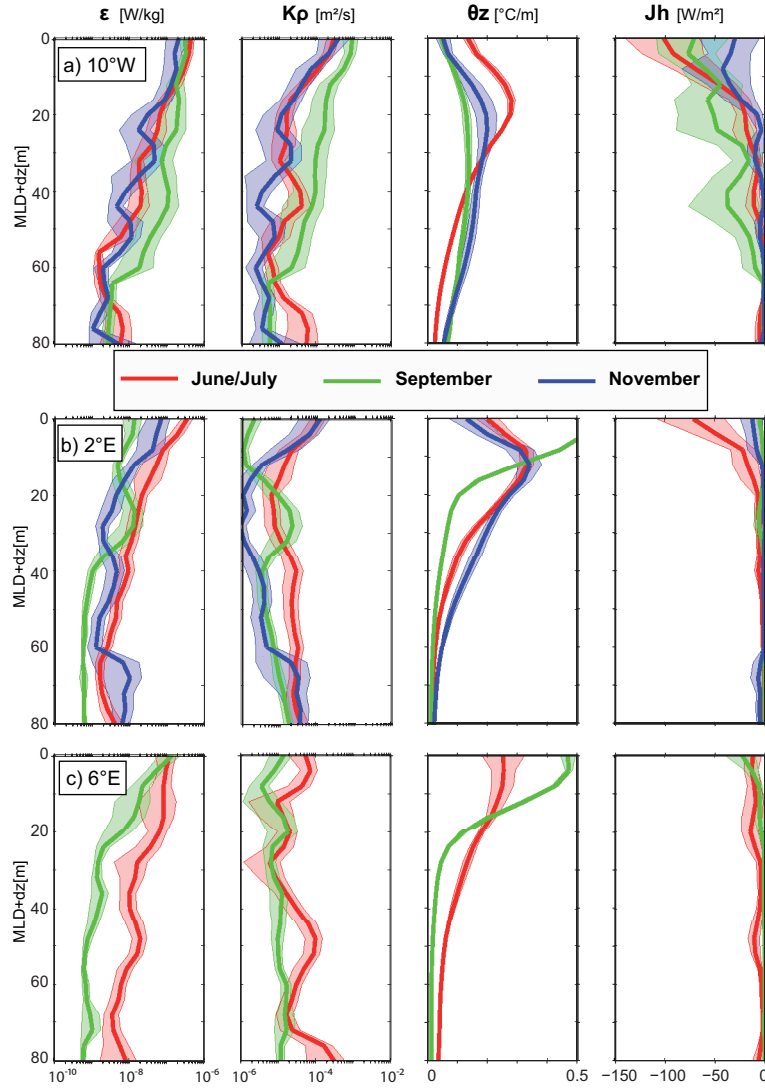 ε [W/kg] Kρ [m²/s] θz [°C/m] Jh [W/m²]
0
20
40
60
80
MLD+dz[m]
a) 10°W
June/July September November
0
20
40
60
80
MLD+dz[m]
b) 2°E
0
20
40
60
80
MLD+dz[m]
c) 6°E
10⁻¹⁰ 10⁻⁸ 10⁻⁶ 10⁻⁶ 10⁻⁴ 10⁻² 0 0.5 −150 −100 −50 0